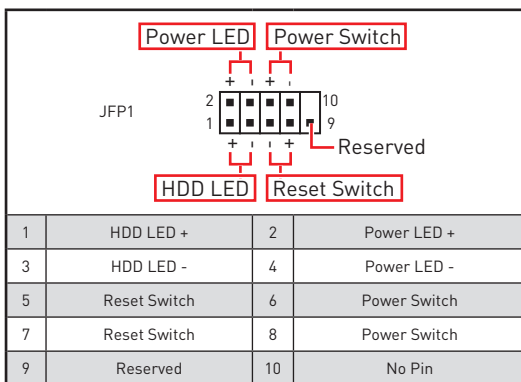 Power LED Power Switch
+ - + -
2 10
JFP1
1 9
+ - - +
Reserved
HDD LED Reset Switch
1 HDD LED + 2 Power LED +
3 HDD LED - 4 Power LED -
5 Reset Switch 6 Power Switch
7 Reset Switch 8 Power Switch
9 Reserved 10 No Pin